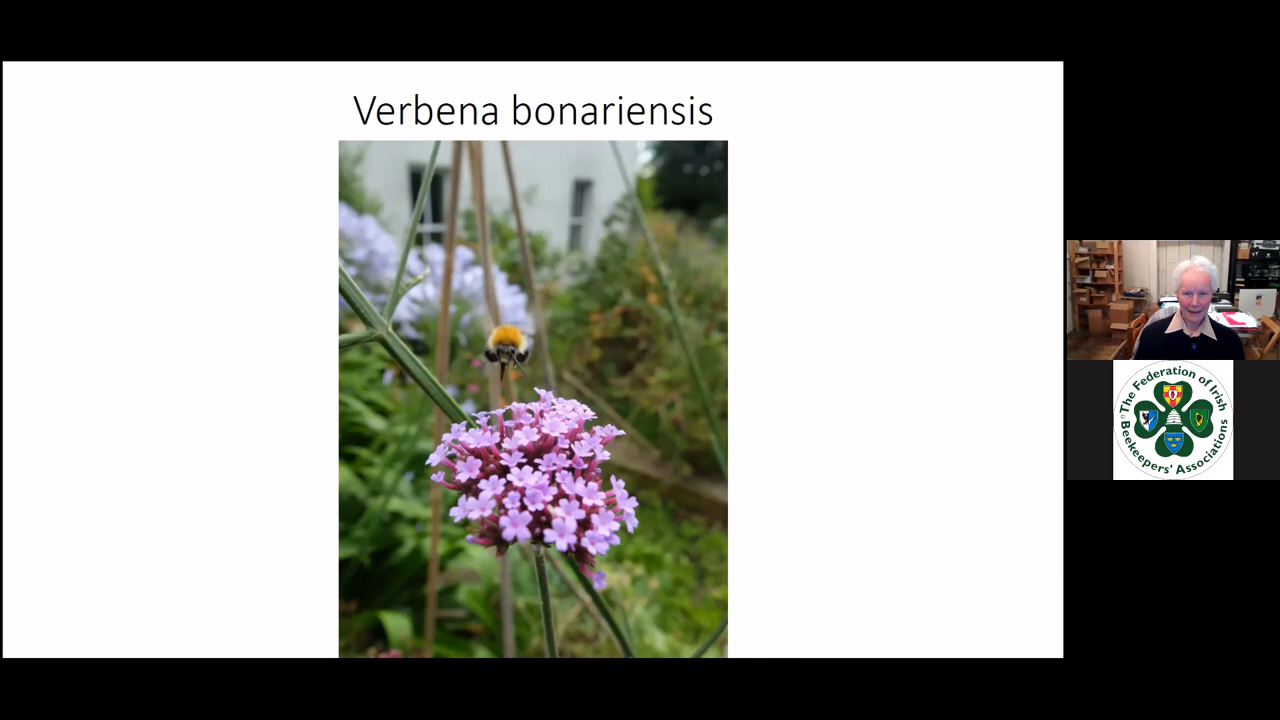 Verbena bonariensis
The Federation of Irish
Beekeepers' Associations